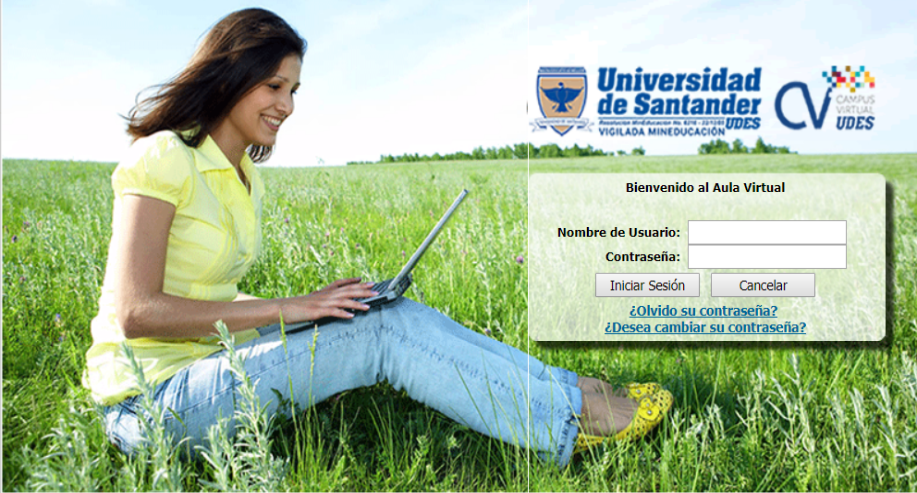 Universidad
de Santander
UDES
VIGILADA MINEDUCACIÓN
CV
CAMPUS
VIRTUAL
UDES
Bienvenido al Aula Virtual
Nombre de Usuario:
Contraseña:
Iniciar Sesión Cancelar
¿Olvido su contraseña?
¿Desea cambiar su contraseña?